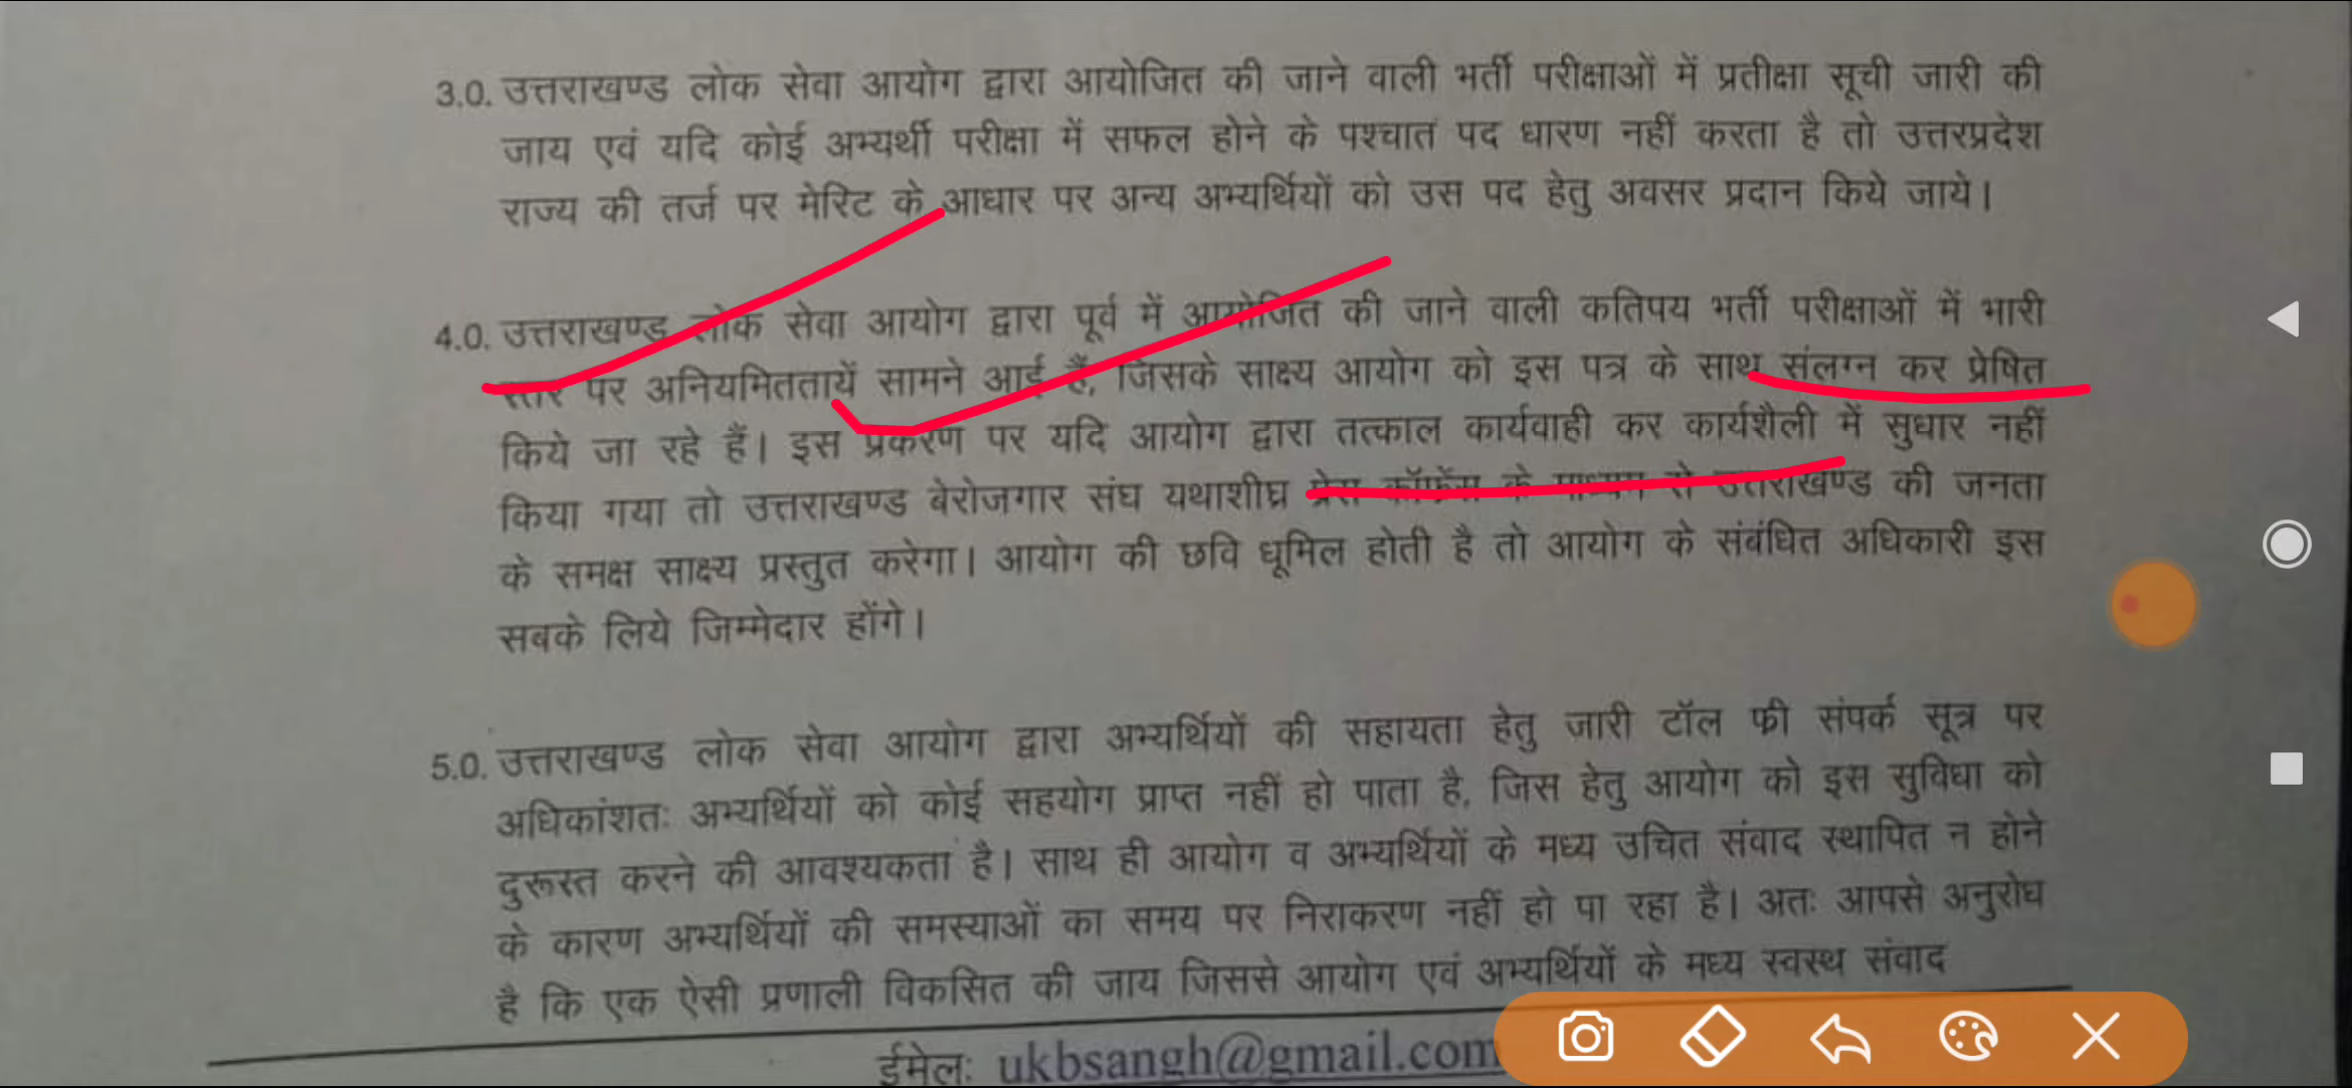 3.0. उत्तराखण्ड लोक सेवा आयोग द्वारा आयोजित की जाने वाली भर्ती परीक्षाओं में प्रतीक्षा सूची जारी की
जाय एवं यदि कोई अभ्यर्थी परीक्षा में सफल होने के पश्चात पद धारण नहीं करता है तो उत्तरप्रदेश
राज्य की तर्ज पर मेरिट के आधार पर अन्य अभ्यर्थियों को उस पद हेतु अवसर प्रदान किये जाये।
4.0. उत्तराखण्ड लोक सेवा आयोग द्वारा पूर्व में आयोजित की जाने वाली कतिपय भर्ती परीक्षाओं में भारी
स्तर पर अनियमिततायें सामने आई हैं, जिसके साक्ष्य आयोग को इस पत्र के साथ संलग्न कर प्रेषित
किये जा रहे हैं। इस प्रकरण पर यदि आयोग द्वारा तत्काल कार्यवाही कर कार्यशैली में सुधार नहीं
किया गया तो उत्तराखण्ड बेरोजगार संघ यथाशीघ्र प्रेस कॉफ्रेंस के माध्यम से उत्तराखण्ड की जनता
के समक्ष साक्ष्य प्रस्तुत करेगा। आयोग की छवि धूमिल होती है तो आयोग के संबंधित अधिकारी इस
सबके लिये जिम्मेदार होंगे।
5.0. उत्तराखण्ड लोक सेवा आयोग द्वारा अभ्यर्थियों की सहायता हेतु जारी टॉल फ्री संपर्क सूत्र पर
अधिकांशतः अभ्यर्थियों को कोई सहयोग प्राप्त नहीं हो पाता है, जिस हेतु आयोग को इस सुविधा को
दुरूस्त करने की आवश्यकता है। साथ ही आयोग व अभ्यर्थियों के मध्य उचित संवाद स्थापित न होने
के कारण अभ्यर्थियों की समस्याओं का समय पर निराकरण नहीं हो पा रहा है। अतः आपसे अनुरोध
है कि एक ऐसी प्रणाली विकसित की जाय जिससे आयोग एवं अभ्यर्थियों के मध्य स्वस्थ संवाद
ईमेलः ukbsangh@gmail.com